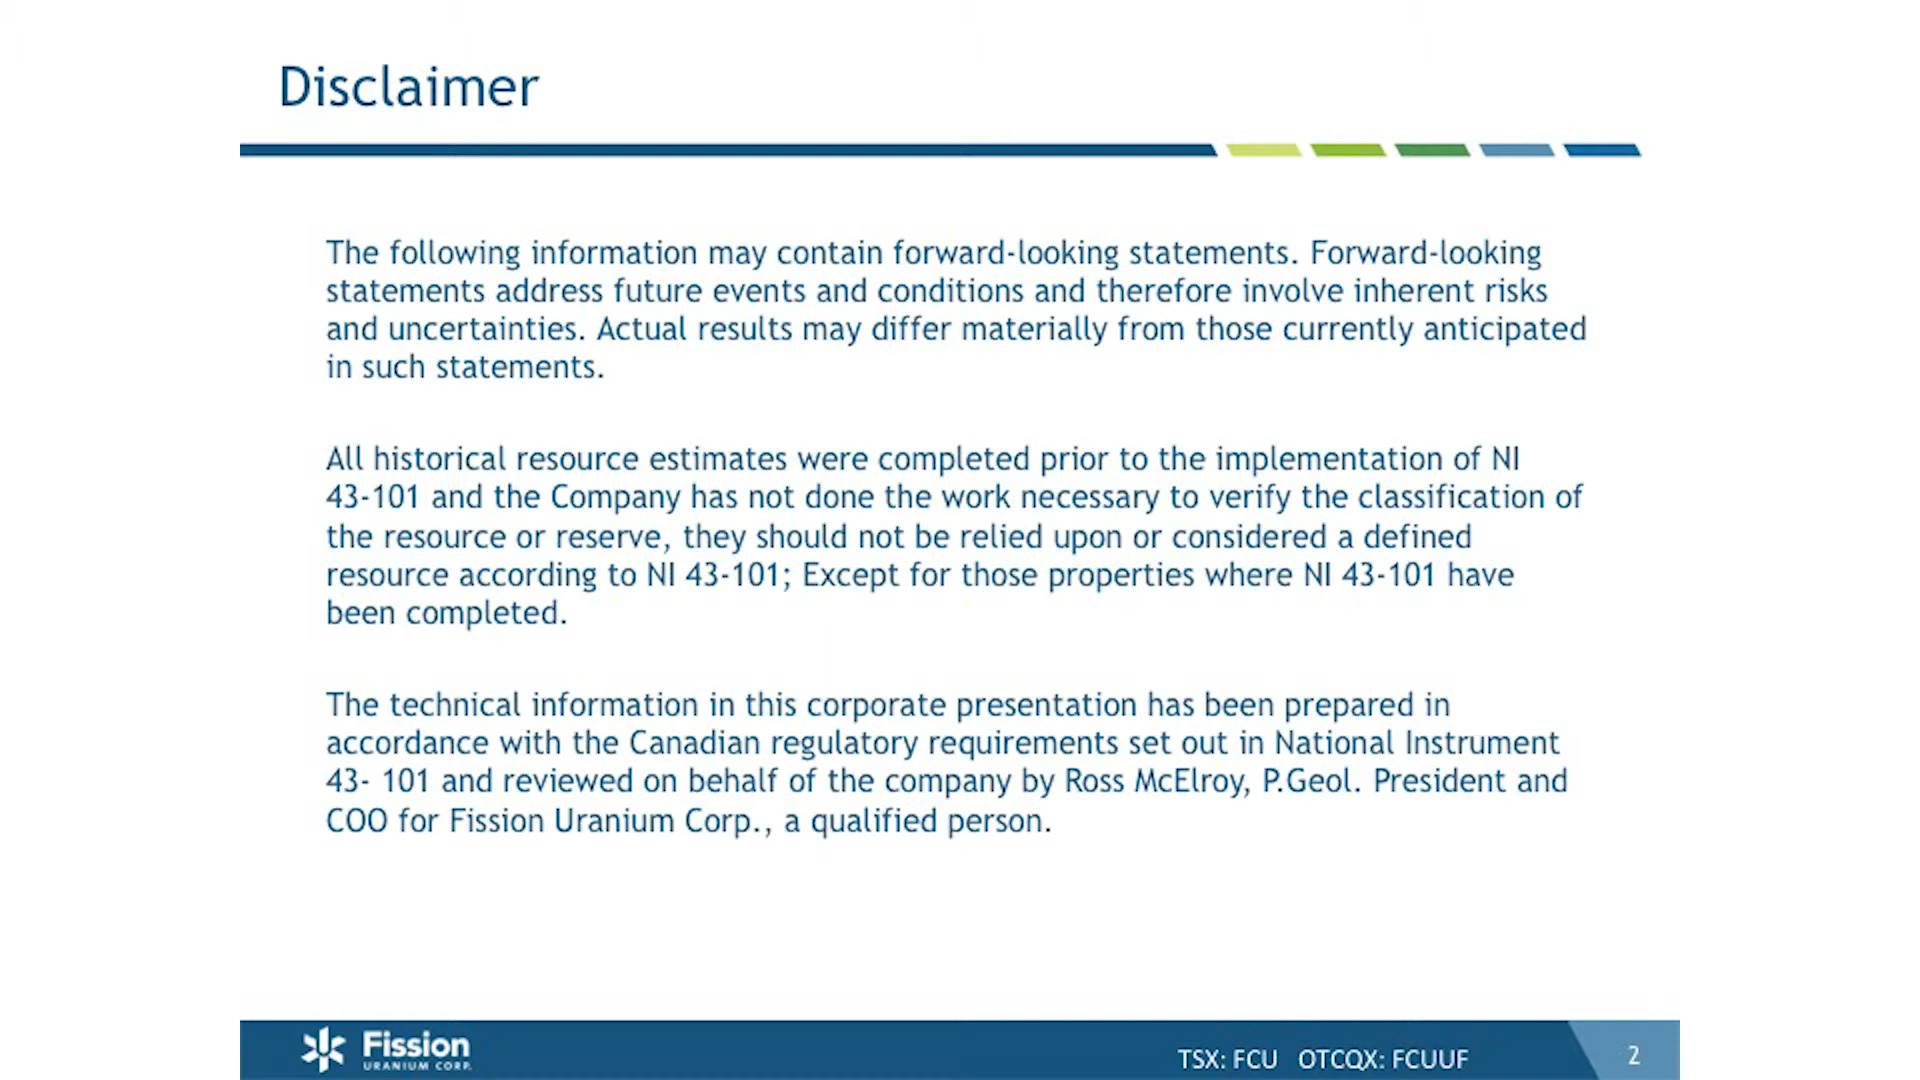 Disclaimer
The following information may contain forward-looking statements. Forward-looking
statements address future events and conditions and therefore involve inherent risks
and uncertainties. Actual results may differ materially from those currently anticipated
in such statements.
All historical resource estimates were completed prior to the implementation of NI
43-101 and the Company has not done the work necessary to verify the classification of
the resource or reserve, they should not be relied upon or considered a defined
resource according to NI 43-101; Except for those properties where NI 43-101 have
been completed.
The technical information in this corporate presentation has been prepared in
accordance with the Canadian regulatory requirements set out in National Instrument
43- 101 and reviewed on behalf of the company by Ross McElroy, P.Geol. President and
COO for Fission Uranium Corp., a qualified person.
Fission
URANIUM CORP.
TSX: FCU OTCQX: FCUUF
2